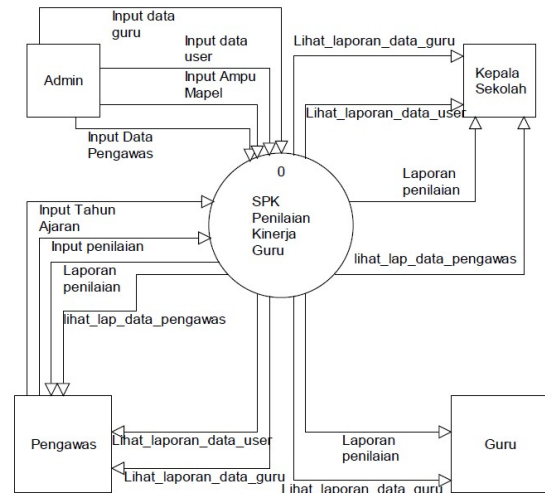 Input data
guru
Input data
user
Input Ampu
Mapel
Admin
Input Data
Pengawas
Lihat_laporan_data_guru
Kepala
Sekolah
Lihat_laporan_data_user
Laporan
penilaian
lihat_lap_data_pengawas
0
SPK
Penilaian
Kinerja
Guru
Input Tahun
Ajaran
Input penilaian
Laporan
penilaian
lihat_lap_data_pengawas
Pengawas
Lihat_laporan_data_user
Lihat_laporan_data_guru
Laporan
penilaian
Lihat_laporan_data_guru
Guru